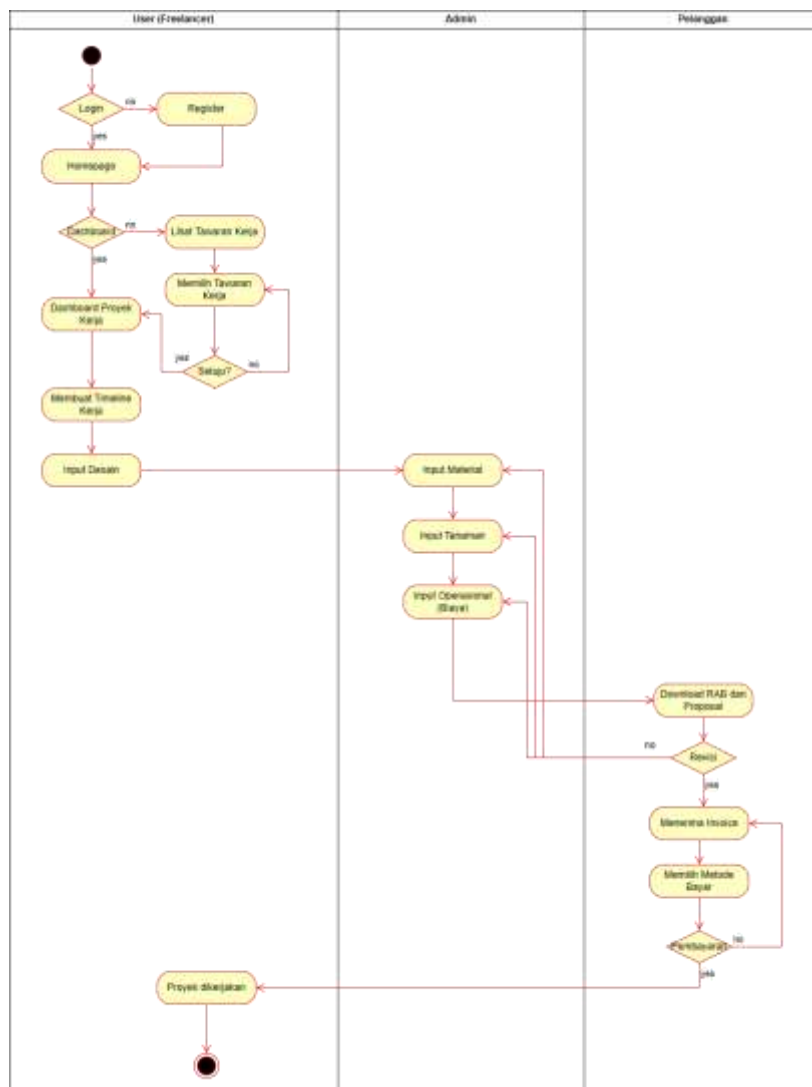 User (Freelancer)
Admin
Pelanggan
Login
no
Register
yes
Homepage
Dashboard
no
Lihat Tawaran Kerja
yes
Memilih Tawaran
Kerja
Dashboard Proyek
Kerja
yes
Setuju?
no
Membuat Timeline
Kerja
Input Desain
Input Material
Input Tanaman
Input Operasional
(Biaya)
Download RAB dan
Proposal
no
Revisi
yes
Menerima Invoice
Memilih Metode
Bayar
Pembayaran
no
yes
Proyek dikerjakan